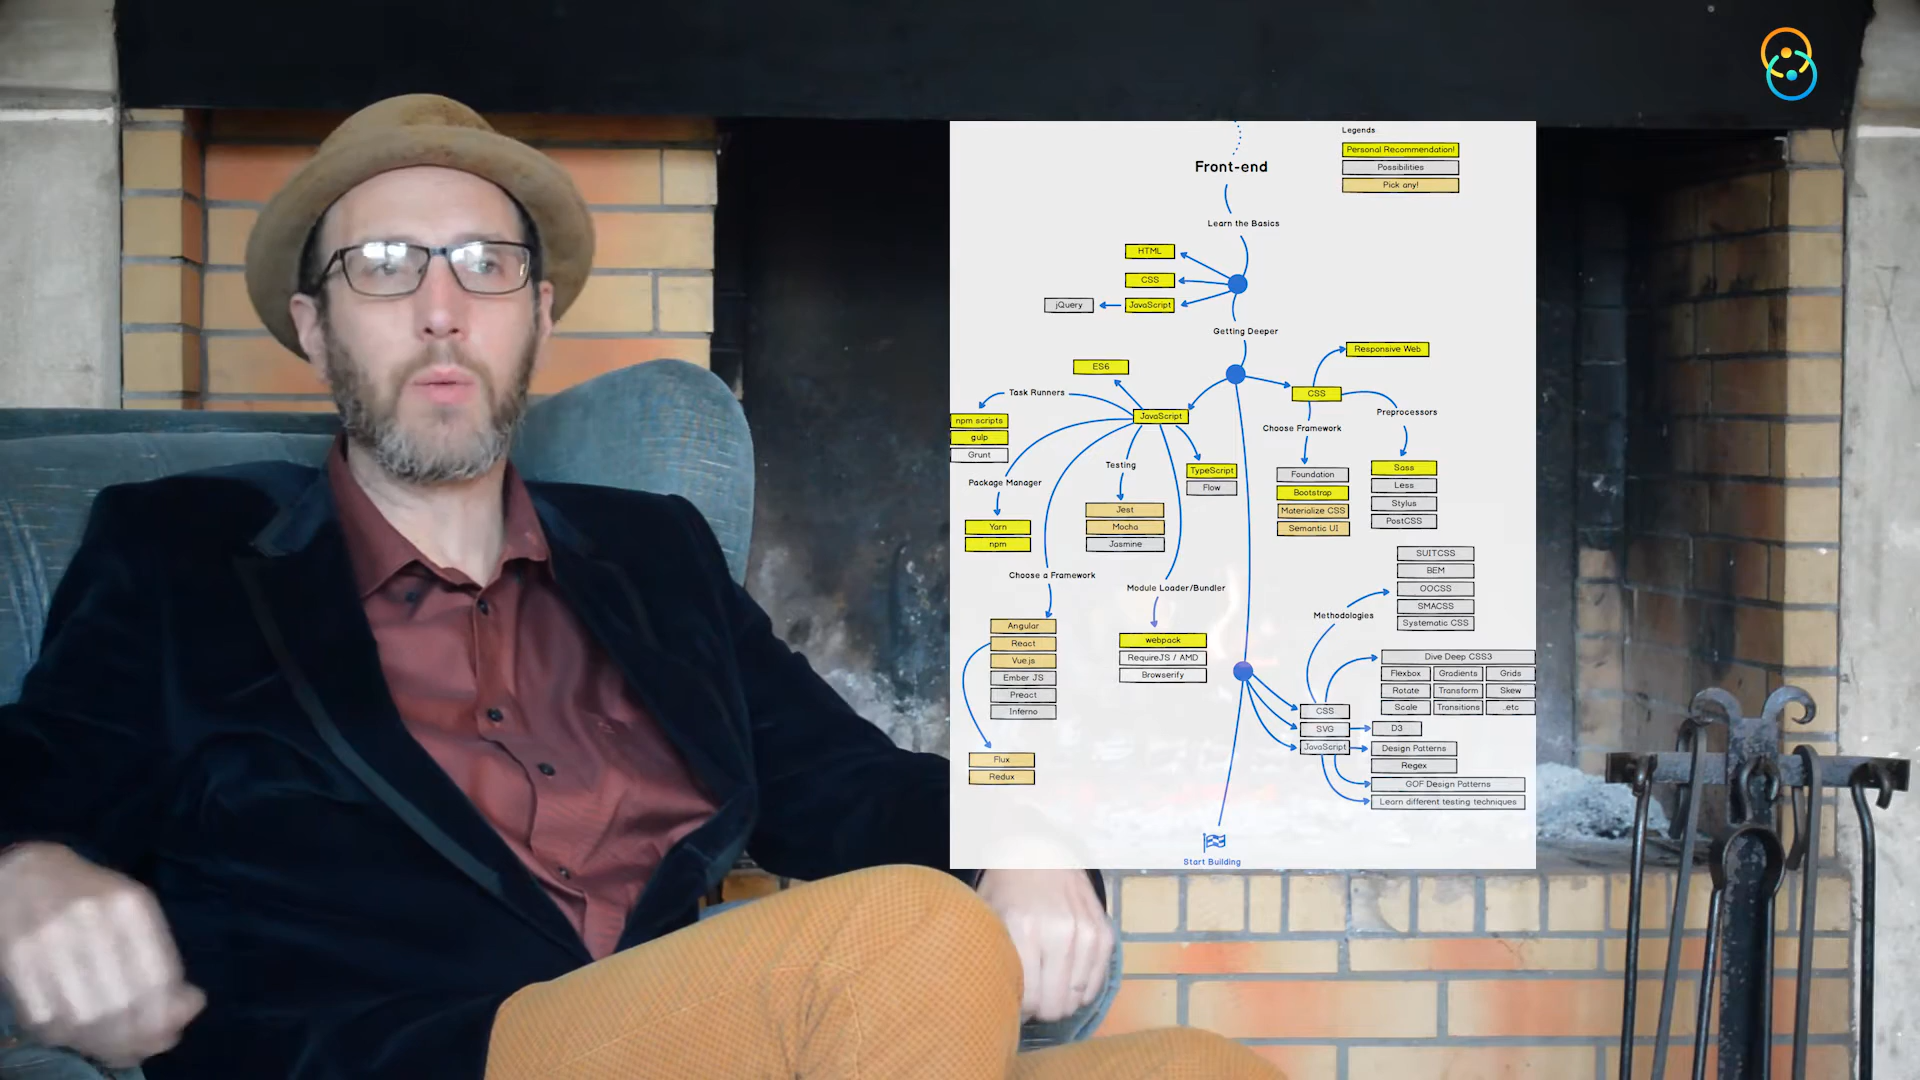 Legends
Personal Recommendation!
Possibilities
Pick any!
Front-end
Learn the Basics
HTML
CSS
jQuery
JavaScript
Getting Deeper
Responsive Web
ES6
Task Runners
CSS
npm scripts
gulp
Grunt
JavaScript
Preprocessors
Choose Framework
Testing
TypeScript
Flow
Package Manager
Foundation
Bootstrap
Materialize CSS
Semantic UI
Sass
Less
Stylus
PostCSS
Jest
Mocha
Jasmine
Yarn
npm
SUITCSS
BEM
OOCSS
SMACSS
Systematic CSS
Choose a Framework
Module Loader/Bundler
Methodologies
Angular
React
Vue.js
Ember JS
Preact
Inferno
webpack
RequireJS / AMD
Browserify
Dive Deep CSS3
Flexbox Gradients Grids
Rotate Transform Skew
Scale Transitions ..etc
CSS
SVG
D3
JavaScript
Design Patterns
Regex
GOF Design Patterns
Learn different testing techniques
Flux
Redux
Start Building